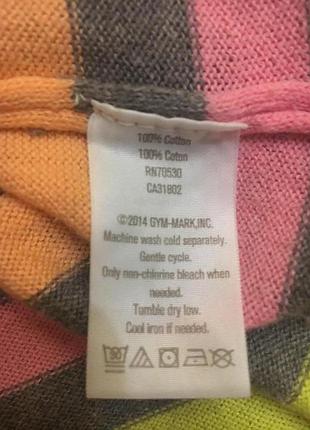 100% Cotton
100% Coton
RN70530
CA31802
©2014 GYM-MARK,INC.
Machine wash cold separately.
Gentle cycle.
Only non-chlorine bleach when
needed.
Tumble dry low.
Cool iron if needed.